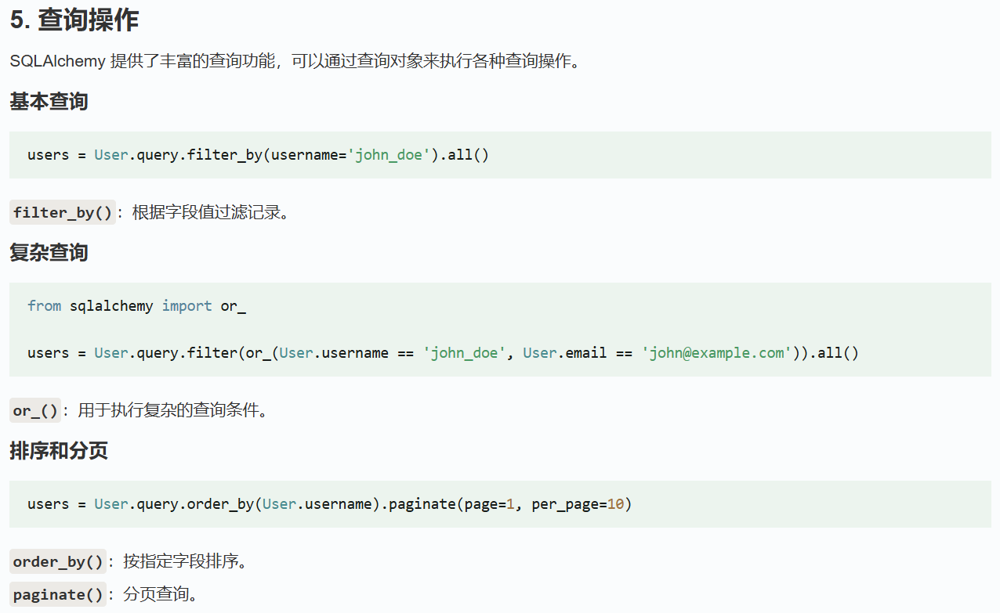 5. 查询操作
SQLAlchemy 提供了丰富的查询功能，可以通过查询对象来执行各种查询操作。
基本查询
users = User.query.filter_by(username='john_doe').all()
filter_by()：根据字段值过滤记录。
复杂查询
from sqlalchemy import or_
users = User.query.filter(or_(User.username == 'john_doe', User.email == 'john@example.com')).all()
or_()：用于执行复杂的查询条件。
排序和分页
users = User.query.order_by(User.username).paginate(page=1, per_page=10)
order_by()：按指定字段排序。
paginate()：分页查询。